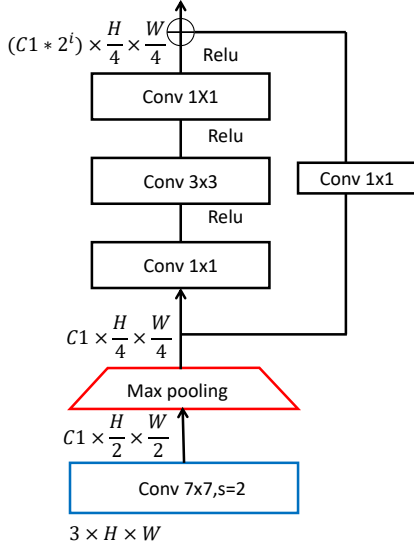 (C1 * 2^i) × H/4 × W/4
Relu
Conv 1X1
Relu
Conv 3x3
Conv 1x1
Relu
Conv 1x1
C1 × H/4 × W/4
Max pooling
C1 × H/2 × W/2
Conv 7x7,s=2
3 × H × W